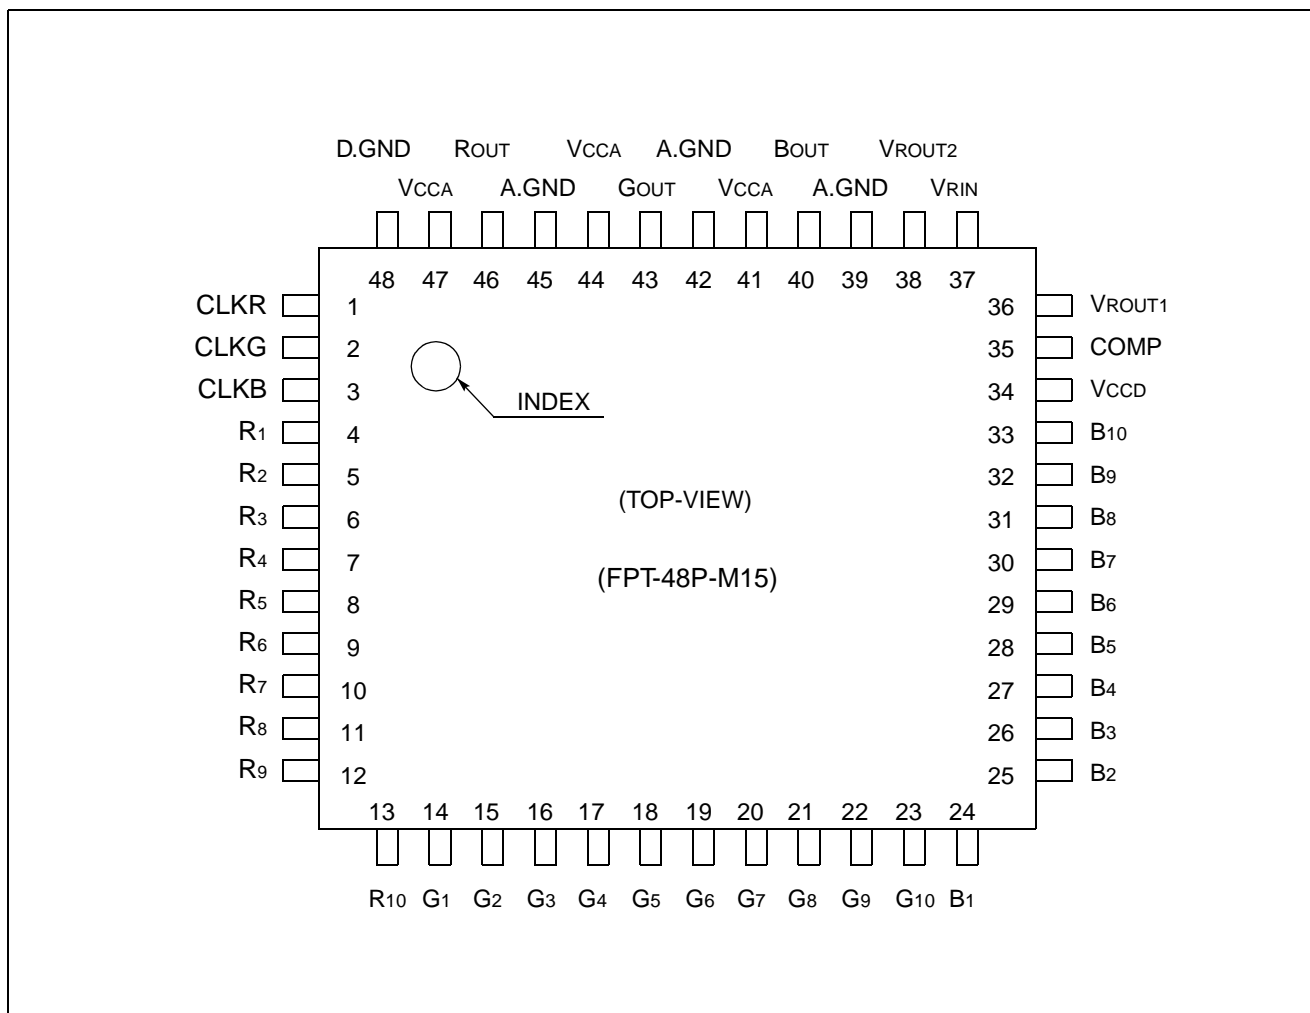 D.GND ROUT VCCA A.GND BOUT VROUT2
VCCA A.GND GOUT VCCA A.GND VRIN
48 47 46 45 44 43 42 41 40 39 38 37
CLKR 1 36 VROUT1
CLKG 2 35 COMP
CLKB 3 34 VCCD
INDEX
R1 4 33 B10
R2 5 32 B9
(TOP-VIEW)
R3 6 31 B8
R4 7 30 B7
(FPT-48P-M15)
R5 8 29 B6
R6 9 28 B5
R7 10 27 B4
R8 11 26 B3
R9 12 25 B2
13 14 15 16 17 18 19 20 21 22 23 24
R10 G1 G2 G3 G4 G5 G6 G7 G8 G9 G10 B1